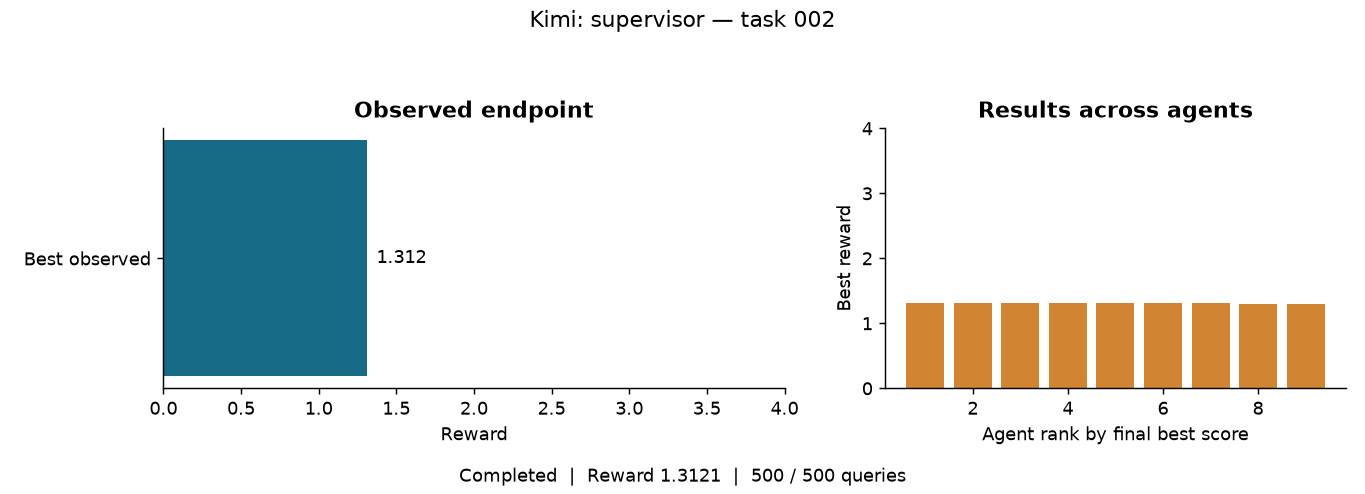 Kimi: supervisor — task 002
Observed endpoint
Best observed
1.312
0.0 0.5 1.0 1.5 2.0 2.5 3.0 3.5 4.0
Reward
Results across agents
Best reward
4
3
2
1
0
2 4 6 8
Agent rank by final best score
Completed | Reward 1.3121 | 500 / 500 queries